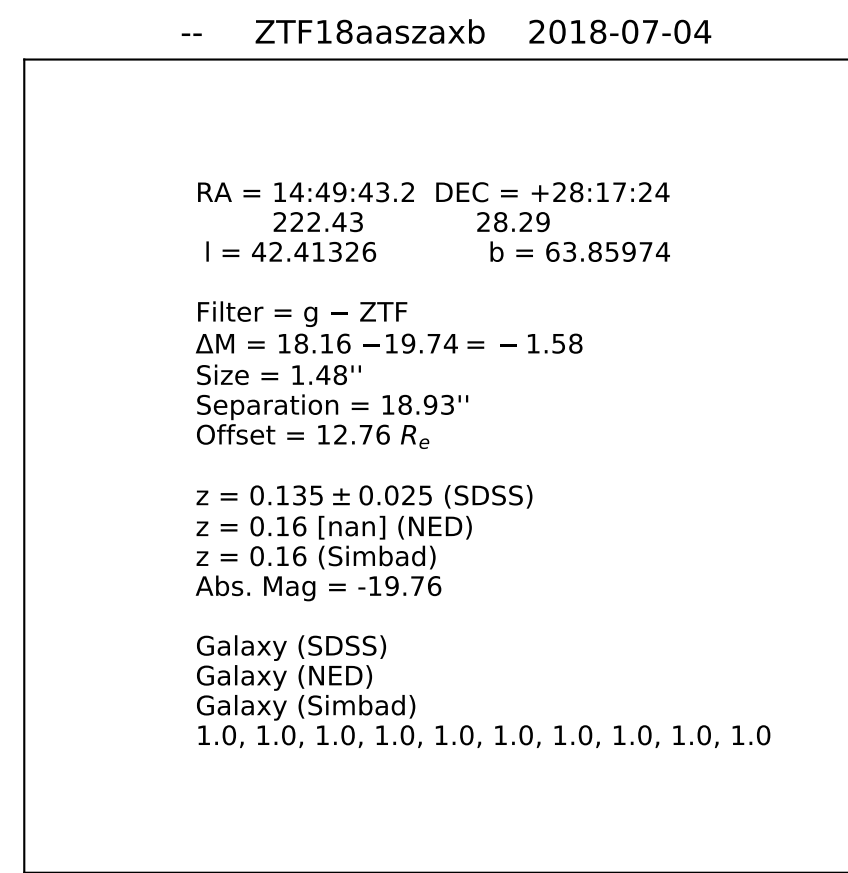 -- ZTF18aaszaxb 2018-07-04
RA = 14:49:43.2 DEC = +28:17:24
222.43 28.29
l = 42.41326 b = 63.85974
Filter = g − ZTF
ΔM = 18.16 −19.74 = − 1.58
Size = 1.48''
Separation = 18.93''
Offset = 12.76 Re
z = 0.135 ± 0.025 (SDSS)
z = 0.16 [nan] (NED)
z = 0.16 (Simbad)
Abs. Mag = -19.76
Galaxy (SDSS)
Galaxy (NED)
Galaxy (Simbad)
1.0, 1.0, 1.0, 1.0, 1.0, 1.0, 1.0, 1.0, 1.0, 1.0